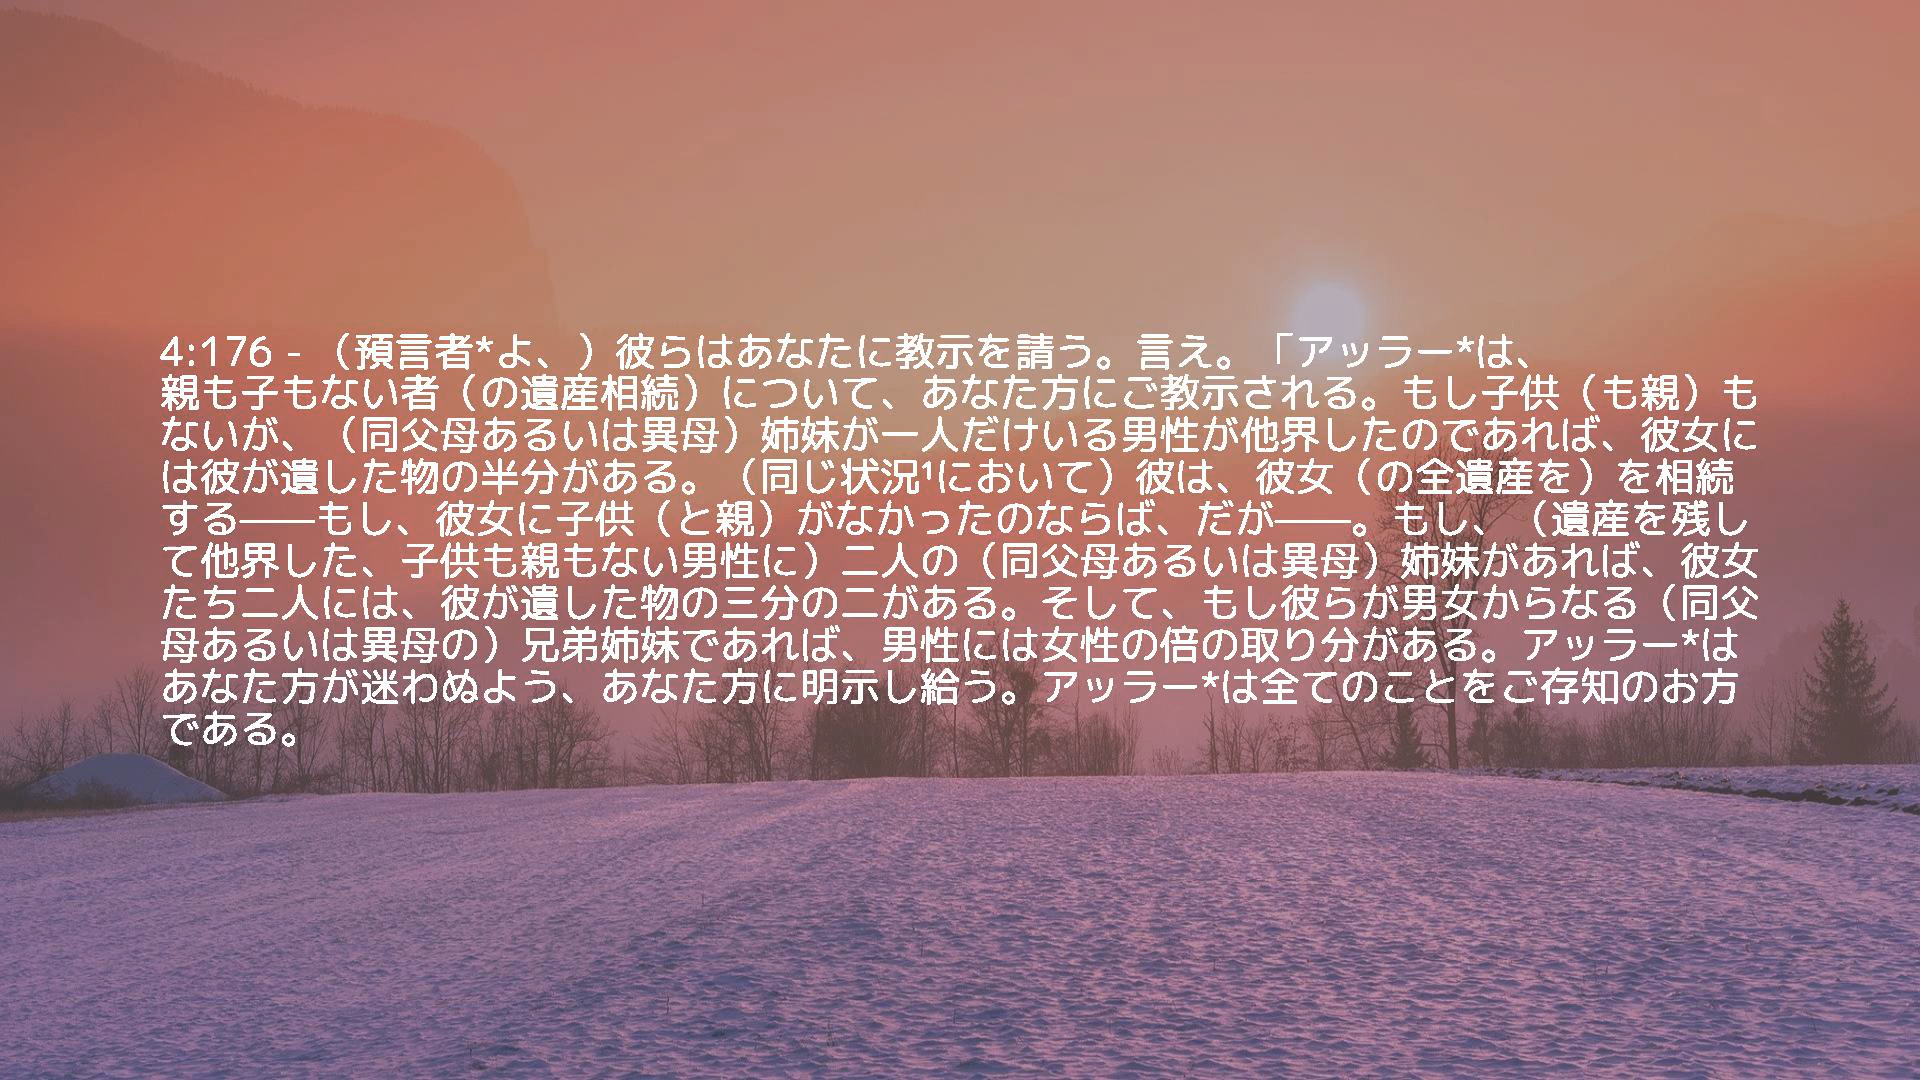 4:176 - （預言者*よ、）彼らはあなたに教示を請う。言え。「アッラー*は、
親も子もない者（の遺産相続）について、あなた方にご教示される。もし子供（も親）も
ないが、（同父母あるいは異母）姉妹が一人だけいる男性が他界したのであれば、彼女に
は彼が遺した物の半分がある。（同じ状況¹において）彼は、彼女（の全遺産を）を相続
する――もし、彼女に子供（と親）がなかったのならば、だが――。もし、（遺産を残し
て他界した、子供も親もない男性に）二人の（同父母あるいは異母）姉妹があれば、彼女
たち二人には、彼が遺した物の三分の二がある。そして、もし彼らが男女からなる（同父
母あるいは異母の）兄弟姉妹であれば、男性には女性の倍の取り分がある。アッラー*は
あなた方が迷わぬよう、あなた方に明示し給う。アッラー*は全てのことをご存知のお方
である。